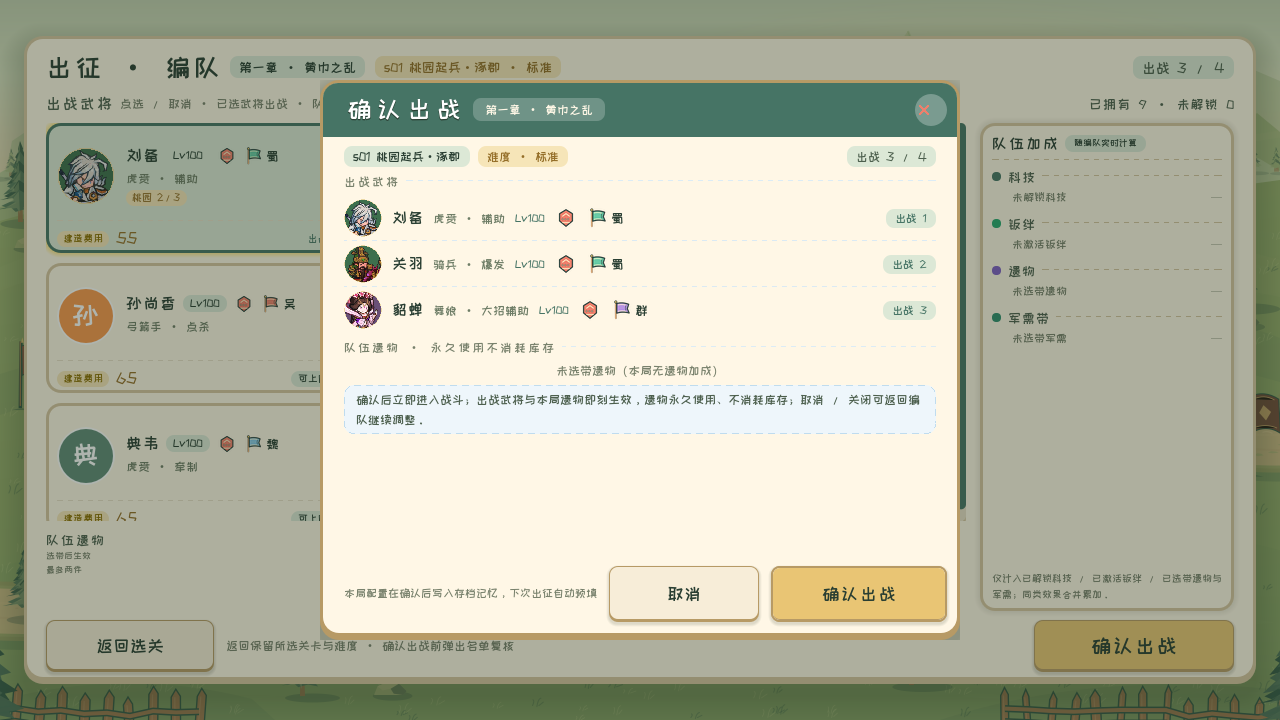 出征 · 编队
第一章 · 黄巾之乱
s01 桃园起兵·涿郡 · 标准
出战 3 / 4
出战武将 点选 / 取消 · 已选武将出战 ·
已拥有 9 · 未解锁 0
刘备 Lv100 蜀
虎贲 · 辅助
桃园 2/3
建造费用 55
孙 孙尚香 Lv100 吴
弓箭手 · 点杀
建造费用 65 可上
典 典韦 Lv100 魏
虎贲 · 牵制
建造费用 65 可上
队伍遗物
选带后生效
最多两件
返回选关
返回保留所选关卡与难度 · 确认出战前弹出名单复核
确认出战
第一章 · 黄巾之乱
×
s01 桃园起兵·涿郡
难度 · 标准
出战 3 / 4
出战武将
刘备 虎贲 · 辅助 Lv100 蜀 出战 1
关羽 骑兵 · 爆发 Lv100 蜀 出战 2
貂蝉 舞娘 · 大招辅助 Lv100 群 出战 3
队伍遗物 · 永久使用不消耗库存
未选带遗物（本局无遗物加成）
确认后立即进入战斗；出战武将与本局遗物即刻生效，遗物永久使用、不消耗库存；取消 / 关闭可返回编
队继续调整。
本局配置在确认后写入存档记忆，下次出征自动预填
取消
确认出战
队伍加成 随编队实时计算
科技
未解锁科技 —
饭伴
未激活饭伴 —
遗物
未选带遗物 —
军需带
未选带军需 —
仅计入已解锁科技 / 已激活饭伴 / 已选带遗物与
军需；同类效果合并累加。
确认出战